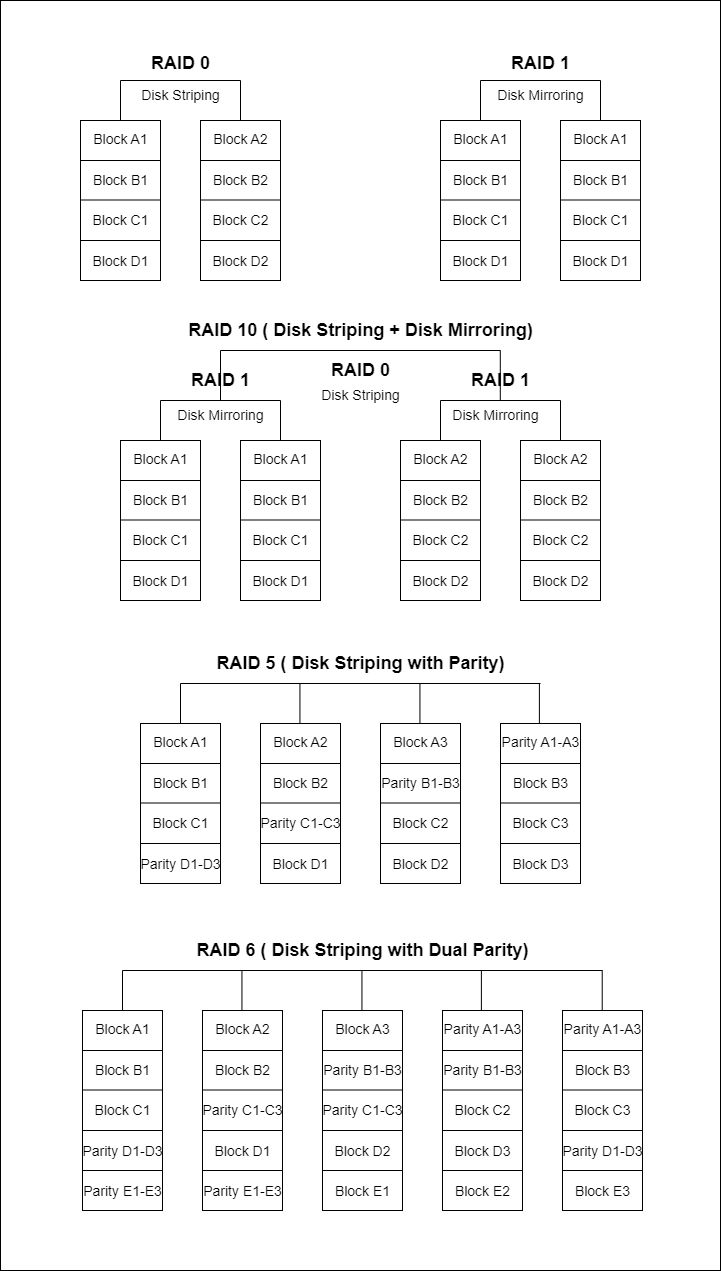 RAID 0 RAID 1
Disk Striping Disk Mirroring
Block A1 Block A2 Block A1 Block A1
Block B1 Block B2 Block B1 Block B1
Block C1 Block C2 Block C1 Block C1
Block D1 Block D2 Block D1 Block D1
RAID 10 ( Disk Striping + Disk Mirroring)
RAID 0
RAID 1 RAID 1
Disk Striping
Disk Mirroring Disk Mirroring
Block A1 Block A1 Block A2 Block A2
Block B1 Block B1 Block B2 Block B2
Block C1 Block C1 Block C2 Block C2
Block D1 Block D1 Block D2 Block D2
RAID 5 ( Disk Striping with Parity)
Block A1 Block A2 Block A3 Parity A1-A3
Block B1 Block B2 Parity B1-B3 Block B3
Block C1 Parity C1-C3 Block C2 Block C3
Parity D1-D3 Block D1 Block D2 Block D3
RAID 6 ( Disk Striping with Dual Parity)
Block A1 Block A2 Block A3 Parity A1-A3 Parity A1-A3
Block B1 Block B2 Parity B1-B3 Parity B1-B3 Block B3
Block C1 Parity C1-C3 Parity C1-C3 Block C2 Block C3
Parity D1-D3 Block D1 Block D2 Block D3 Parity D1-D3
Parity E1-E3 Parity E1-E3 Block E1 Block E2 Block E3